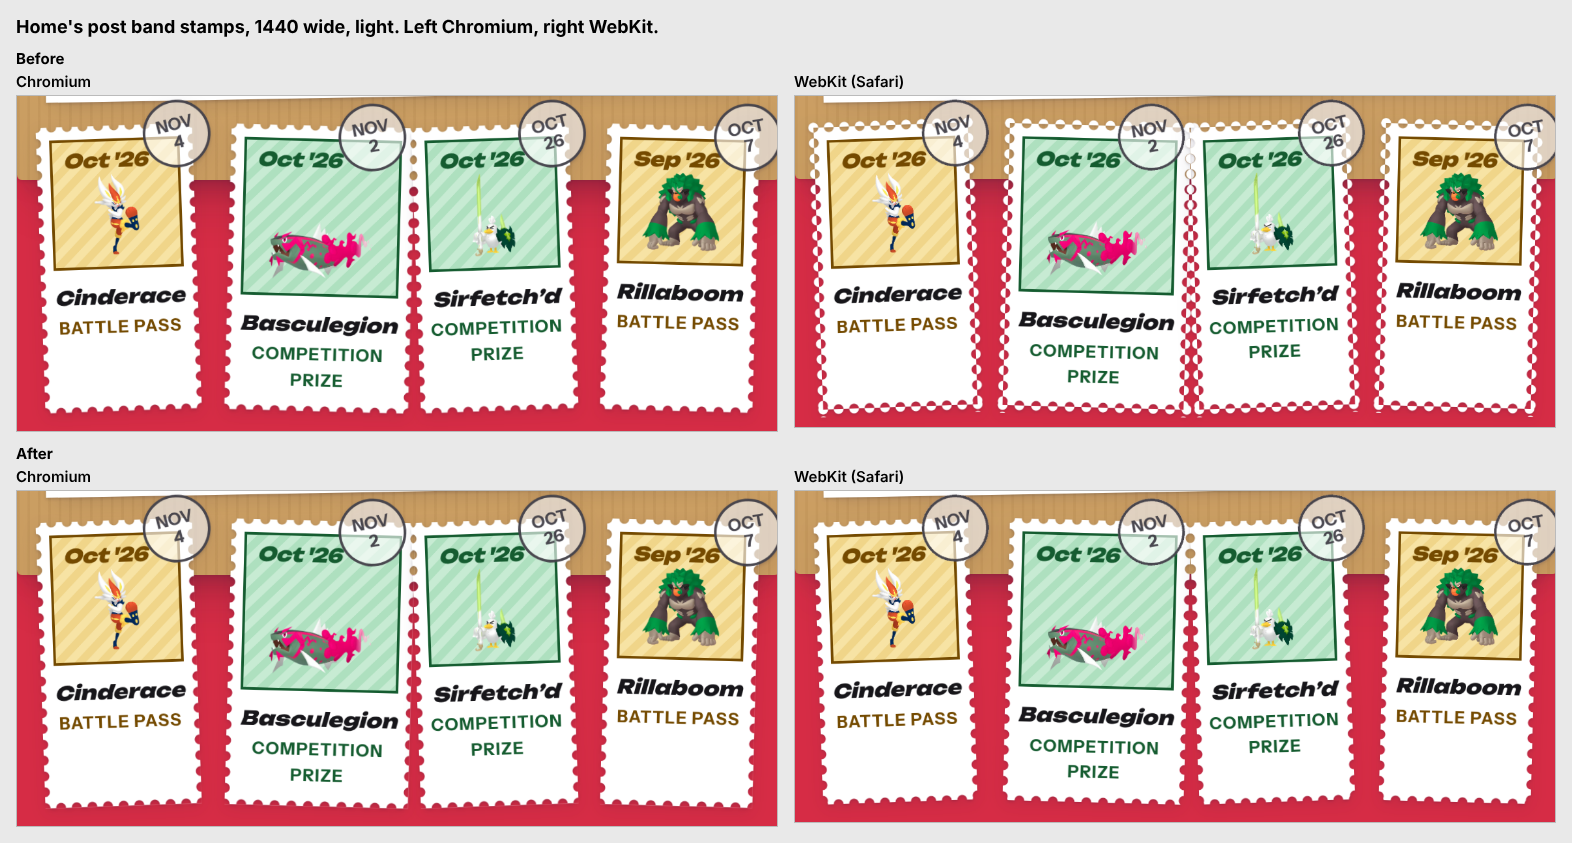 Home's post band stamps, 1440 wide, light. Left Chromium, right WebKit.
Before
Chromium
WebKit (Safari)
NOV
4
Oct '26
Cinderace
BATTLE PASS
NOV
2
Oct '26
Basculegion
COMPETITION
PRIZE
OCT
26
Oct '26
Sirfetch’d
COMPETITION
PRIZE
OCT
7
Sep '26
Rillaboom
BATTLE PASS
NOV
4
Oct '26
Cinderace
BATTLE PASS
NOV
2
Oct '26
Basculegion
COMPETITION
PRIZE
OCT
26
Oct '26
Sirfetch’d
COMPETITION
PRIZE
OCT
7
Sep '26
Rillaboom
BATTLE PASS
After
Chromium
WebKit (Safari)
NOV
4
Oct '26
Cinderace
BATTLE PASS
NOV
2
Oct '26
Basculegion
COMPETITION
PRIZE
OCT
26
Oct '26
Sirfetch’d
COMPETITION
PRIZE
OCT
7
Sep '26
Rillaboom
BATTLE PASS
NOV
4
Oct '26
Cinderace
BATTLE PASS
NOV
2
Oct '26
Basculegion
COMPETITION
PRIZE
OCT
26
Oct '26
Sirfetch’d
COMPETITION
PRIZE
OCT
7
Sep '26
Rillaboom
BATTLE PASS